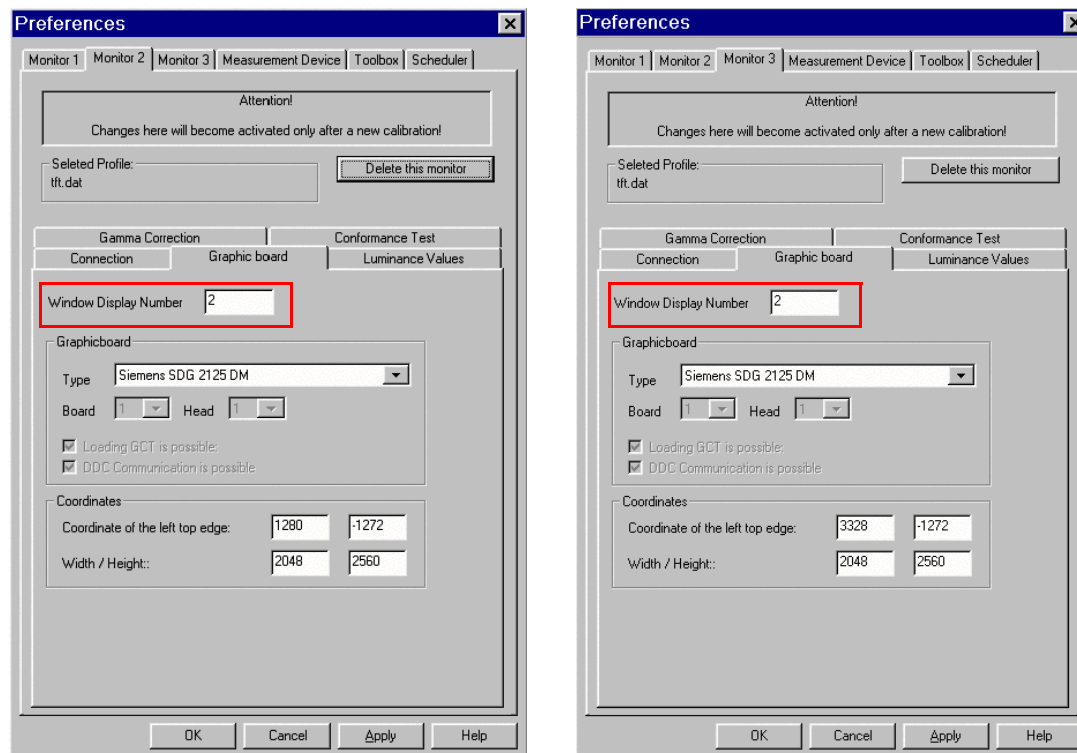 Preferences
Monitor 1 Monitor 2 Monitor 3 Measurement Device Toolbox Scheduler
Attention!
Changes here will become activated only after a new calibration!
Seleted Profile:
tft.dat
Delete this monitor
Gamma Correction Conformance Test
Connection Graphic board Luminance Values
Window Display Number 2
Graphicboard
Type Siemens SDG 2125 DM
Board 1 Head 1
Loading GCT is possible:
DDC Communication is possible
Coordinates
Coordinate of the left top edge: 1280 -1272
Width / Height:: 2048 2560
OK Cancel Apply Help
Preferences
Monitor 1 Monitor 2 Monitor 3 Measurement Device Toolbox Scheduler
Attention!
Changes here will become activated only after a new calibration!
Seleted Profile:
tft.dat
Delete this monitor
Gamma Correction Conformance Test
Connection Graphic board Luminance Values
Window Display Number 2
Graphicboard
Type Siemens SDG 2125 DM
Board 1 Head 1
Loading GCT is possible:
DDC Communication is possible
Coordinates
Coordinate of the left top edge: 3328 -1272
Width / Height:: 2048 2560
OK Cancel Apply Help